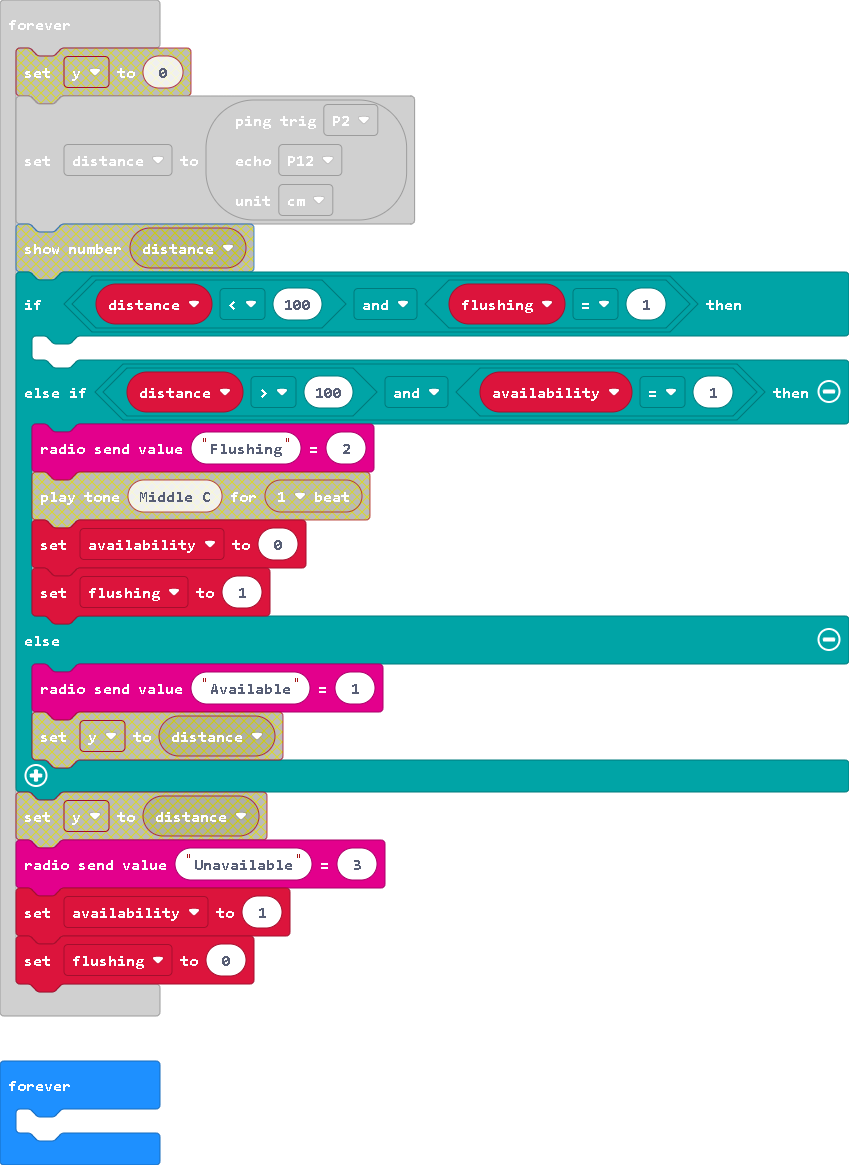 forever
set y to 0
ping trig P2
set distance to echo P12
unit cm
show number distance
if distance < 100 and flushing = 1 then
else if distance > 100 and availability = 1 then
radio send value "Flushing" = 2
play tone Middle C for 1 beat
set availability to 0
set flushing to 1
else
radio send value "Available" = 1
set y to distance
set y to distance
radio send value "Unavailable" = 3
set availability to 1
set flushing to 0
forever